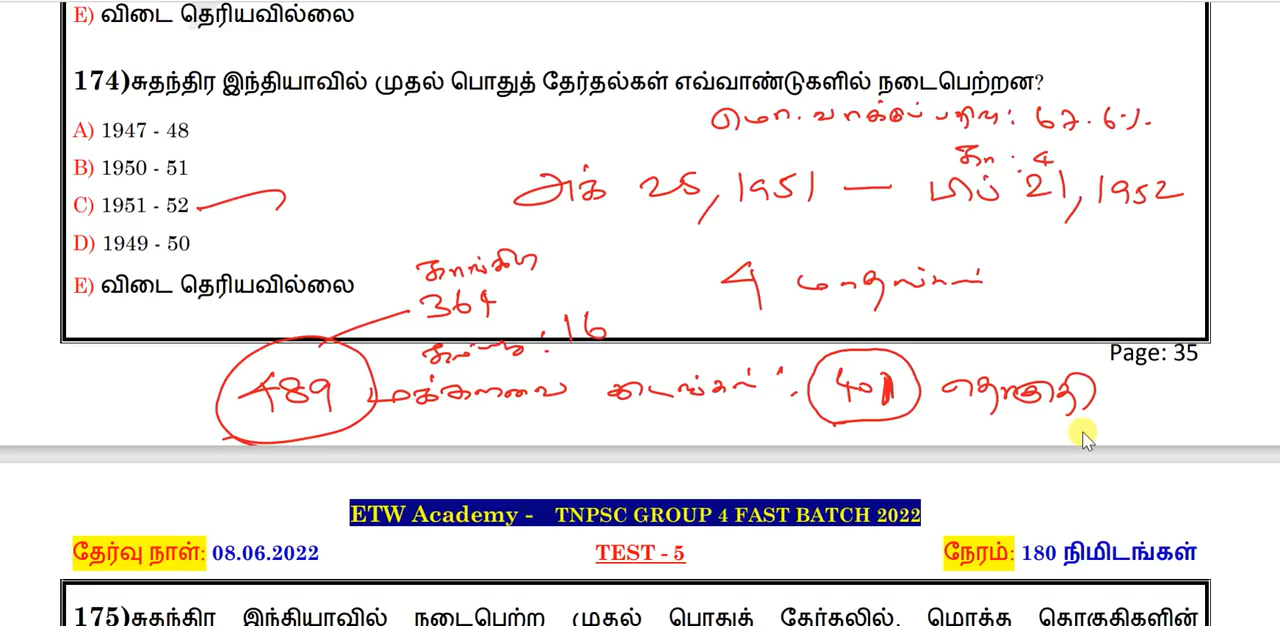 E) விடை தெரியவில்லை
174)சுதந்திர இந்தியாவில் முதல் பொதுத் தேர்தல்கள் எவ்வாண்டுகளில் நடைபெற்றன?
A) 1947 - 48
மொ. வாக்குப் பதிவு: 67.6%
B) 1950 - 51
கா. 4
C) 1951 - 52
அக் 25, 1951 — பிப் 21, 1952
D) 1949 - 50
காங்கிரஸ்
E) விடை தெரியவில்லை
4 மாதங்கள்
364
16
Page: 35
489 மக்களவை இடங்கள் : 401 தொகுதி
ETW Academy - TNPSC GROUP 4 FAST BATCH 2022
தேர்வு நாள்: 08.06.2022 TEST - 5 நேரம்: 180 நிமிடங்கள்
175)சுதந்திர இந்தியாவில் நடைபெற்ற முதல் பொதுத் தேர்தலில், மொத்த தொகுதிகளின்